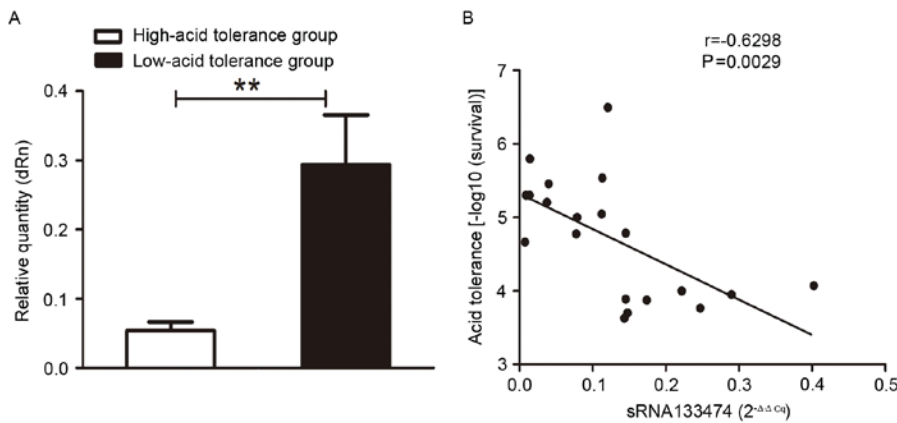 A
High-acid tolerance group
Low-acid tolerance group
**
Relative quantity (dRn)
0.4
0.3
0.2
0.1
0.0
B
r=-0.6298
P=0.0029
Acid tolerance [-log10 (survival)]
7
6
5
4
3
0.0 0.1 0.2 0.3 0.4 0.5
sRNA133474 (2-ΔΔCq)